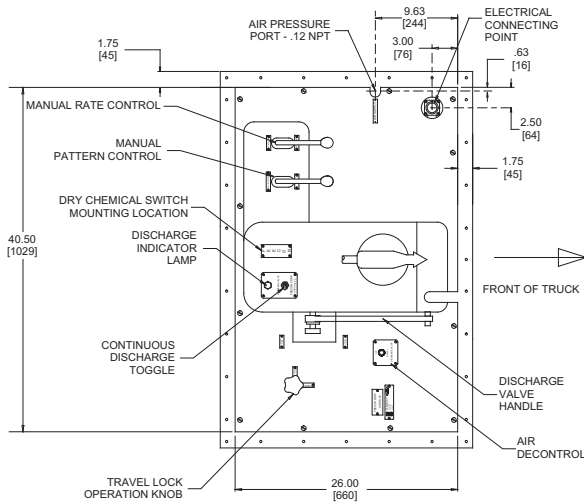 9.63
[244]
AIR PRESSURE
PORT - .12 NPT
ELECTRICAL
CONNECTING
POINT
3.00
[76]
1.75
[45]
.63
[16]
MANUAL RATE CONTROL
2.50
[64]
MANUAL
PATTERN CONTROL
1.75
[45]
DRY CHEMICAL SWITCH
MOUNTING LOCATION
40.50
[1029]
DISCHARGE
INDICATOR
LAMP
FRONT OF TRUCK
CONTINUOUS
DISCHARGE
TOGGLE
DISCHARGE
VALVE
HANDLE
AIR
DECONTROL
TRAVEL LOCK
OPERATION KNOB
26.00
[660]